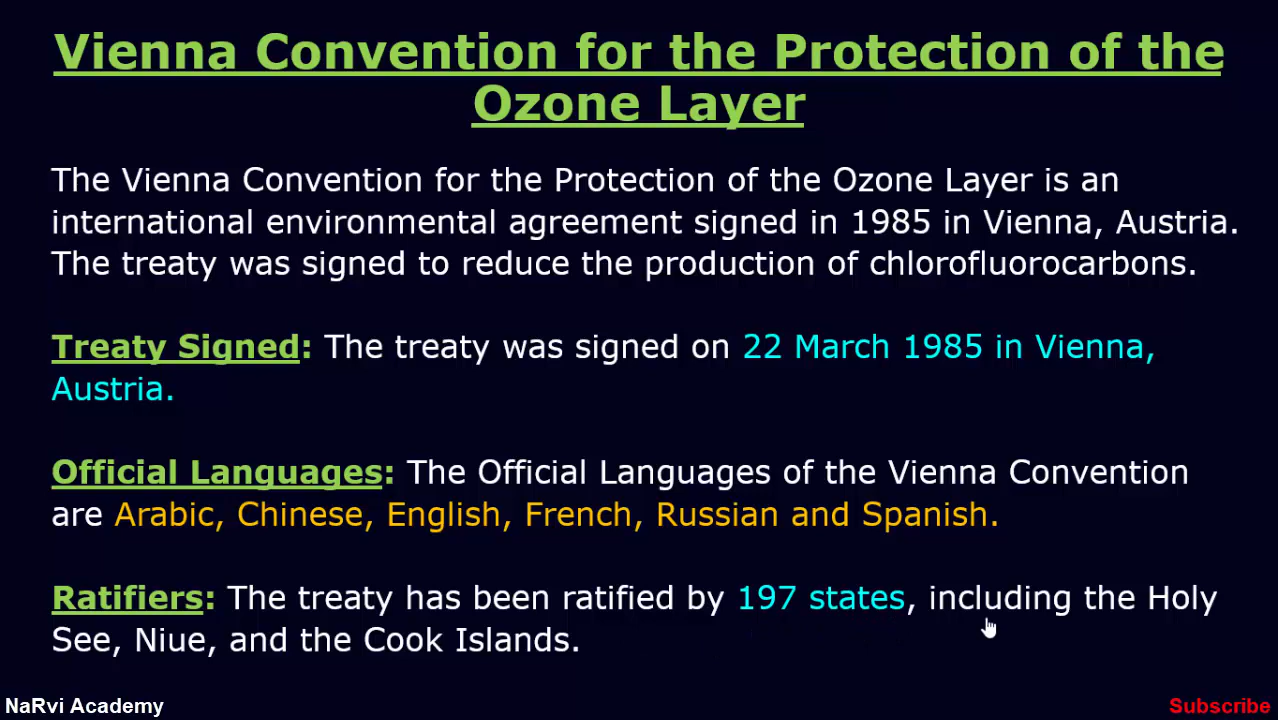 Vienna Convention for the Protection of the
Ozone Layer
The Vienna Convention for the Protection of the Ozone Layer is an
international environmental agreement signed in 1985 in Vienna, Austria.
The treaty was signed to reduce the production of chlorofluorocarbons.
Treaty Signed: The treaty was signed on 22 March 1985 in Vienna,
Austria.
Official Languages: The Official Languages of the Vienna Convention
are Arabic, Chinese, English, French, Russian and Spanish.
Ratifiers: The treaty has been ratified by 197 states, including the Holy
See, Niue, and the Cook Islands.
NaRvi Academy
Subscribe